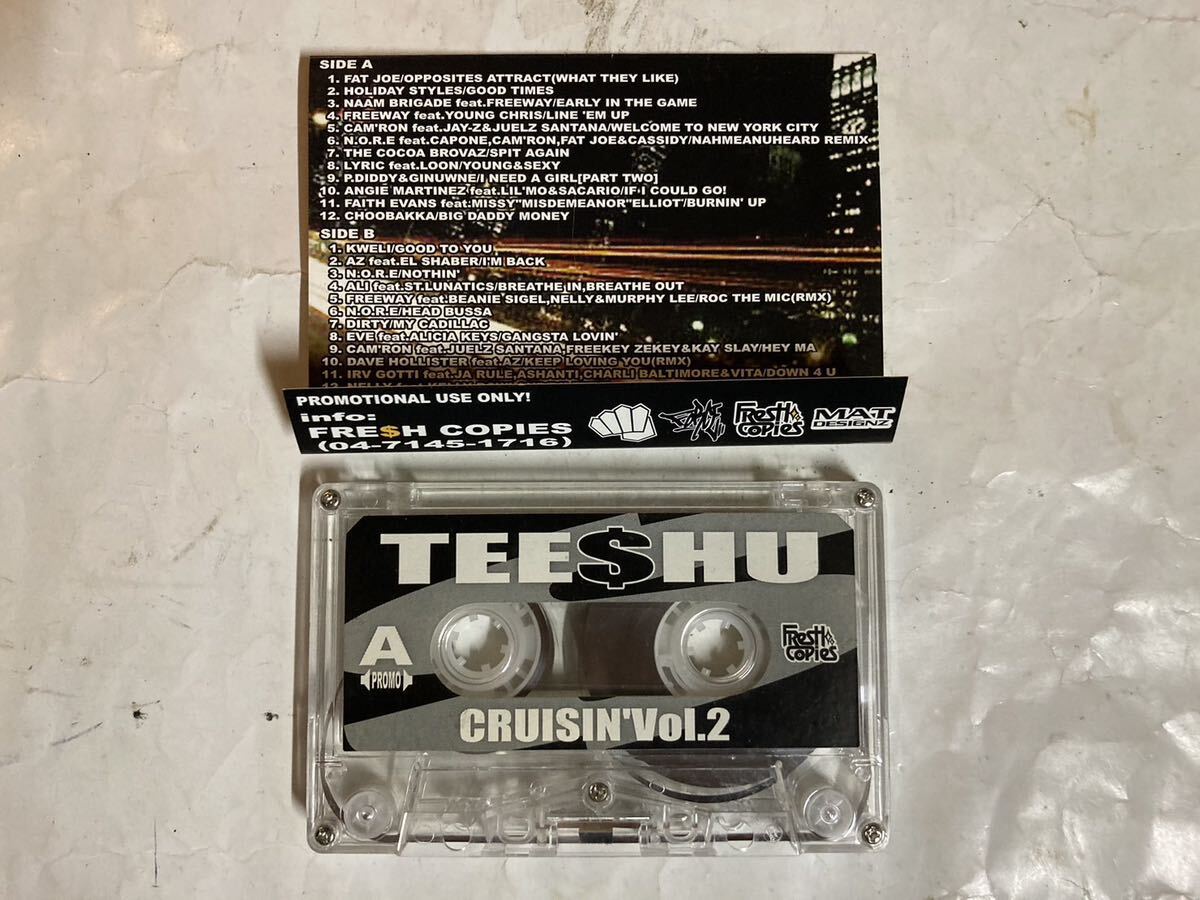 SIDE A
1. FAT JOE/OPPOSITES ATTRACT(WHAT THEY LIKE)
2. HOLIDAY STYLES/GOOD TIMES
3. NAAM BRIGADE feat.FREEWAY/EARLY IN THE GAME
4. FREEWAY feat.YOUNG CHRIS/LINE 'EM UP
5. CAM'RON feat.JAY-Z&JUELZ SANTANA/WELCOME TO NEW YORK CITY
6. N.O.R.E feat.CAPONE,CAM'RON,FAT JOE&CASSIDY/NAHMEANUHEARD REMIX
7. THE COCOA BROVAZ/SPIT AGAIN
8. LYRIC feat.LOON/YOUNG&SEXY
9. P.DIDDY&GINUWNE/I NEED A GIRL[PART TWO]
10. ANGIE MARTINEZ feat.LIL'MO&SACARIO/IF I COULD GO!
11. FAITH EVANS feat.MISSY"MISDEMEANOR"ELLIOT/BURNIN' UP
12. CHOOBAKKA/BIG DADDY MONEY
SIDE B
1. KWELI/GOOD TO YOU
2. AZ feat.EL SHABER/I'M BACK
3. N.O.R.E/NOTHIN'
4. ALI feat.ST.LUNATICS/BREATHE IN,BREATHE OUT
5. FREEWAY feat.BEANIE SIGEL,NELLY&MURPHY LEE/ROC THE MIC(RMX)
6. N.O.R.E/HEAD BUSSA
7. DIRTY/MY CADILLAC
8. EVE feat.ALICIA KEYS/GANGSTA LOVIN'
9. CAM'RON feat.JUELZ SANTANA,FREEKEY ZEKEY&KAY SLAY/HEY MA
10. DAVE HOLLISTER feat.AZ/KEEP LOVING YOU(RMX)
11. IRV GOTTI feat.JA RULE ASHANTI,CHARLI BALTIMORE&VITA/DOWN 4 U
PROMOTIONAL USE ONLY!
info:
FRE$H COPIES
(04-7145-1716)
FRESH COPIES
MAT DESIGNZ
TEE$HU
A
PROMO
FRESH COPIES
CRUISIN'Vol.2